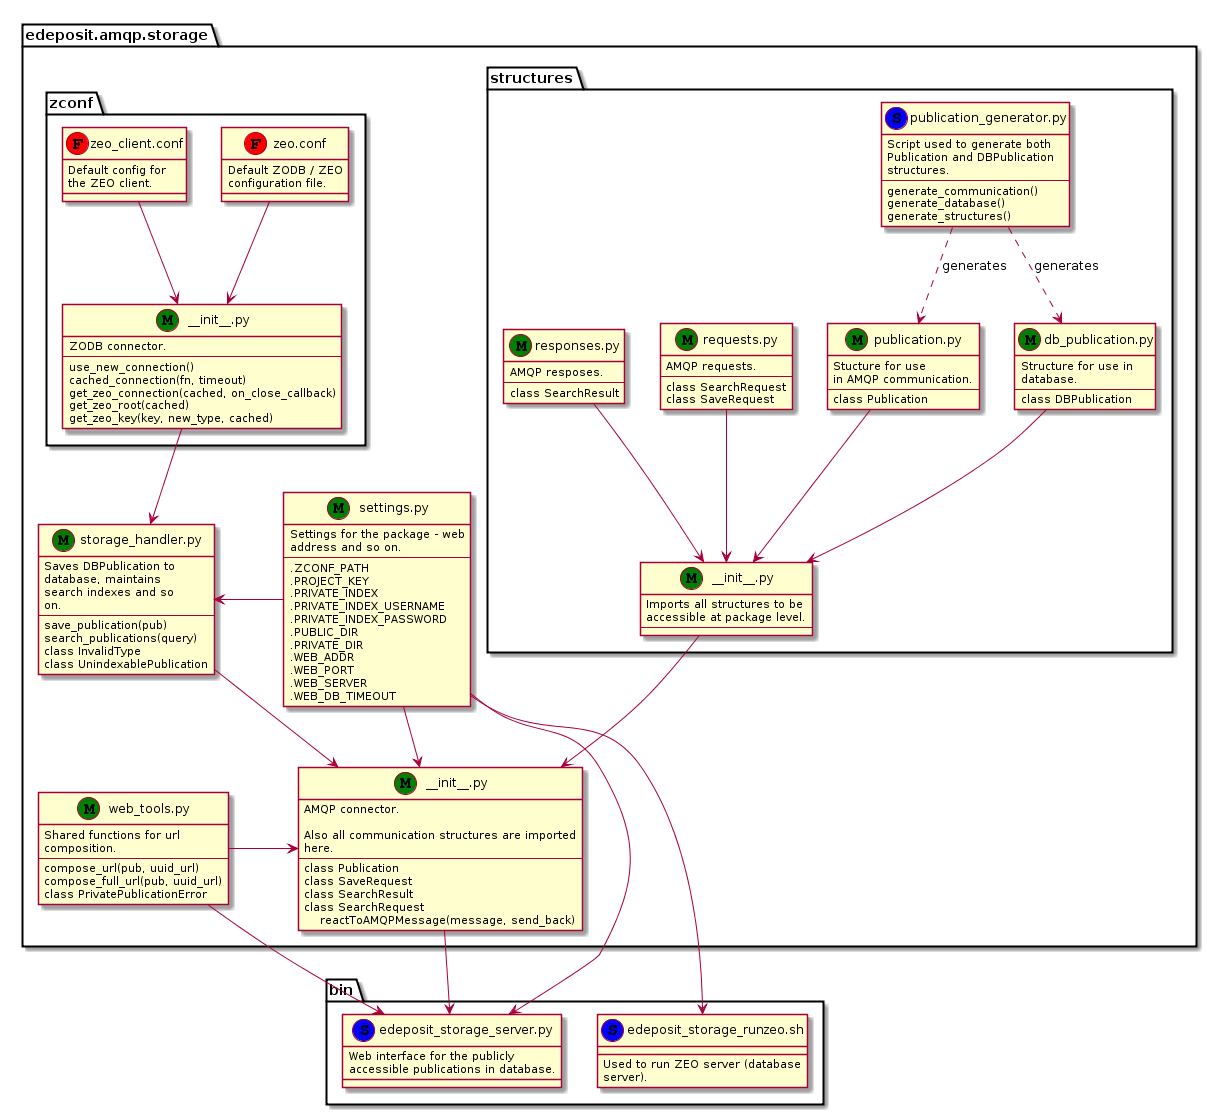 edeposit.amqp.storage
structures
zconf
S publication_generator.py
Script used to generate both
Publication and DBPublication
structures.
generate_communication()
generate_database()
generate_structures()
F zeo_client.conf
Default config for
the ZEO client.
F zeo.conf
Default ZODB / ZEO
configuration file.
generates
generates
M __init__.py
ZODB connector.
use_new_connection()
cached_connection(fn, timeout)
get_zeo_connection(cached, on_close_callback)
get_zeo_root(cached)
get_zeo_key(key, new_type, cached)
M responses.py
AMQP resposes.
class SearchResult
M requests.py
AMQP requests.
class SearchRequest
class SaveRequest
M publication.py
Stucture for use
in AMQP communication.
class Publication
M db_publication.py
Structure for use in
database.
class DBPublication
M storage_handler.py
Saves DBPublication to
database, maintains
search indexes and so
on.
save_publication(pub)
search_publications(query)
class InvalidType
class UnindexablePublication
M settings.py
Settings for the package - web
address and so on.
.ZCONF_PATH
.PROJECT_KEY
.PRIVATE_INDEX
.PRIVATE_INDEX_USERNAME
.PRIVATE_INDEX_PASSWORD
.PUBLIC_DIR
.PRIVATE_DIR
.WEB_ADDR
.WEB_PORT
.WEB_SERVER
.WEB_DB_TIMEOUT
M __init__.py
Imports all structures to be
accessible at package level.
M web_tools.py
Shared functions for url
composition.
compose_url(pub, uuid_url)
compose_full_url(pub, uuid_url)
class PrivatePublicationError
M __init__.py
AMQP connector.
Also all communication structures are imported
here.
class Publication
class SaveRequest
class SearchResult
class SearchRequest
reactToAMQPMessage(message, send_back)
bin
S edeposit_storage_server.py
Web interface for the publicly
accessible publications in database.
S edeposit_storage_runzeo.sh
Used to run ZEO server (database
server).